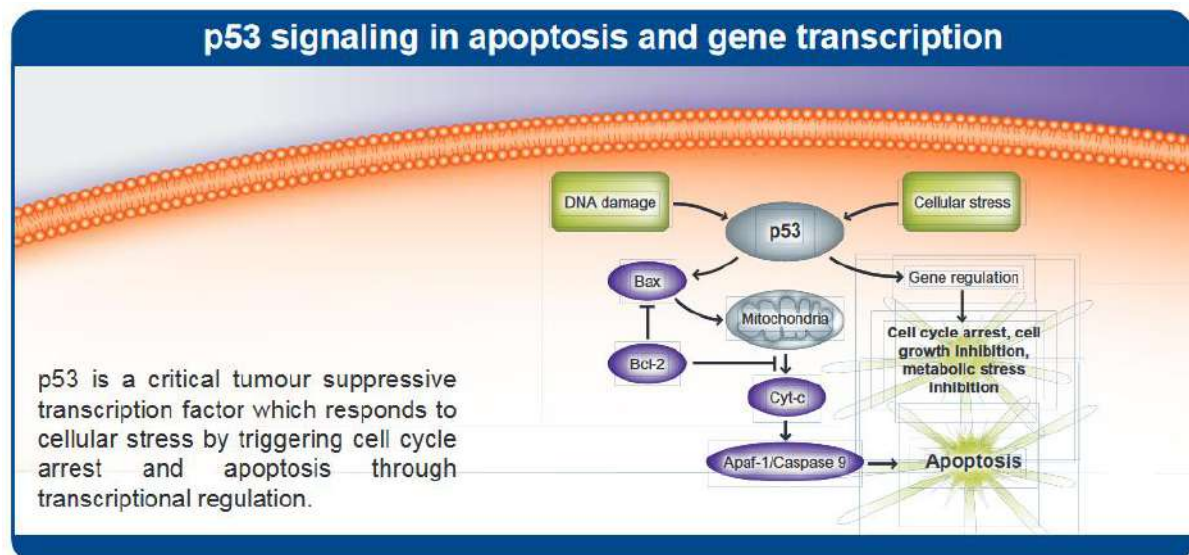 p53 signaling in apoptosis and gene transcription
DNA damage
Cellular stress
p53
Bax
Gene regulation
Mitochondria
Cell cycle arrest, cell
growth inhibition,
metabolic stress
inhibition
Bcl-2
Cyt-c
Apaf-1/Caspase 9
Apoptosis
p53 is a critical tumour suppressive
transcription factor which responds to
cellular stress by triggering cell cycle
arrest and apoptosis through
transcriptional regulation.